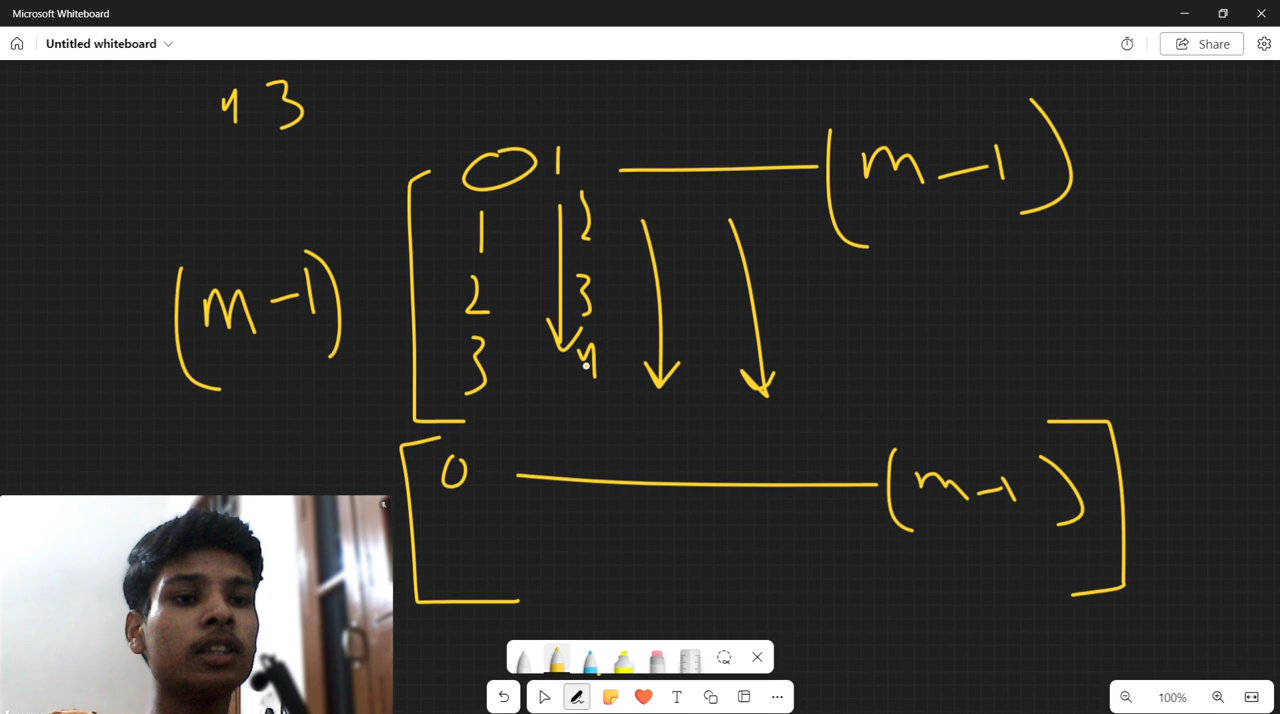 Microsoft Whiteboard
Untitled whiteboard
Share
4 3
0 1 (m-1)
1 2
(m-1)
2 3
3 4
0 (m-1)
100%